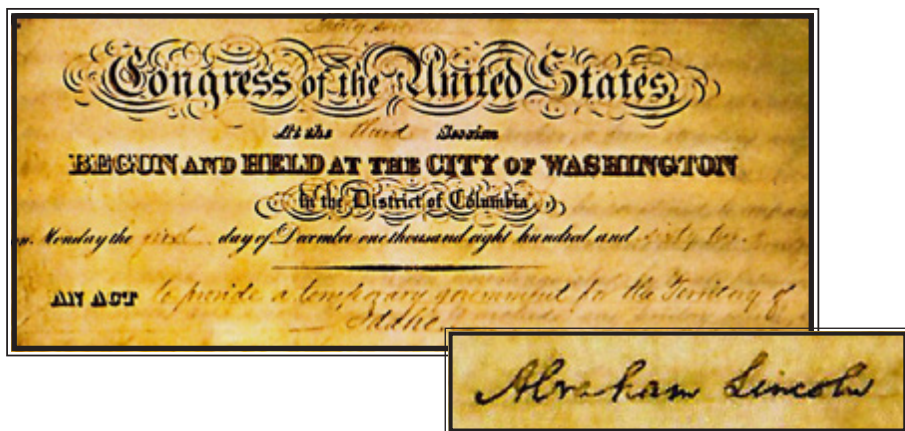 Congress of the United States,
At the third Session
BEGUN AND HELD AT THE CITY OF WASHINGTON
in the District of Columbia
on Monday the first day of December one thousand eight hundred and sixty two
AN ACT to provide a temporary government for the Territory of
Idaho
Abraham Lincoln